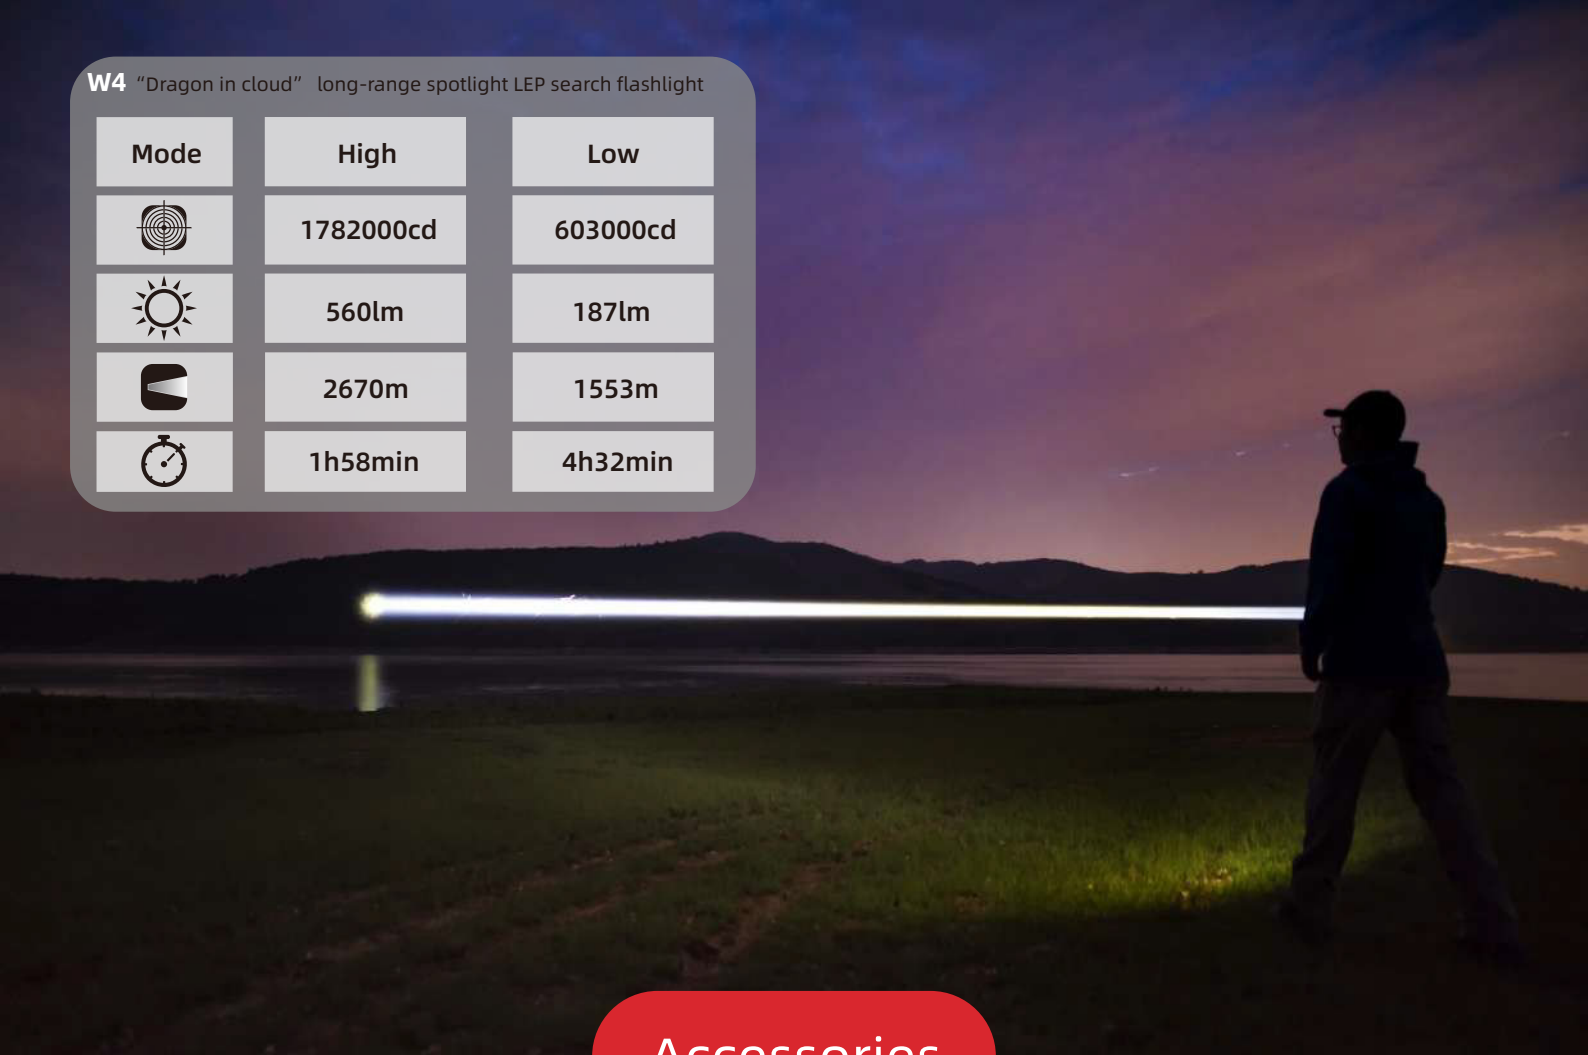 W4 “Dragon in cloud” long-range spotlight LEP search flashlight
Mode High Low
1782000cd 603000cd
560lm 187lm
2670m 1553m
1h58min 4h32min
Accessories